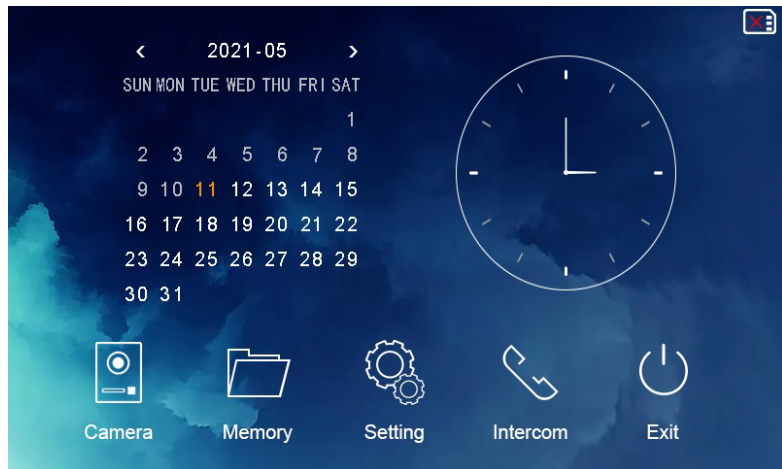 ‹ 2021-05 ›
SUN MON TUE WED THU FRI SAT
1
2 3 4 5 6 7 8
9 10 11 12 13 14 15
16 17 18 19 20 21 22
23 24 25 26 27 28 29
30 31
Camera Memory Setting Intercom Exit